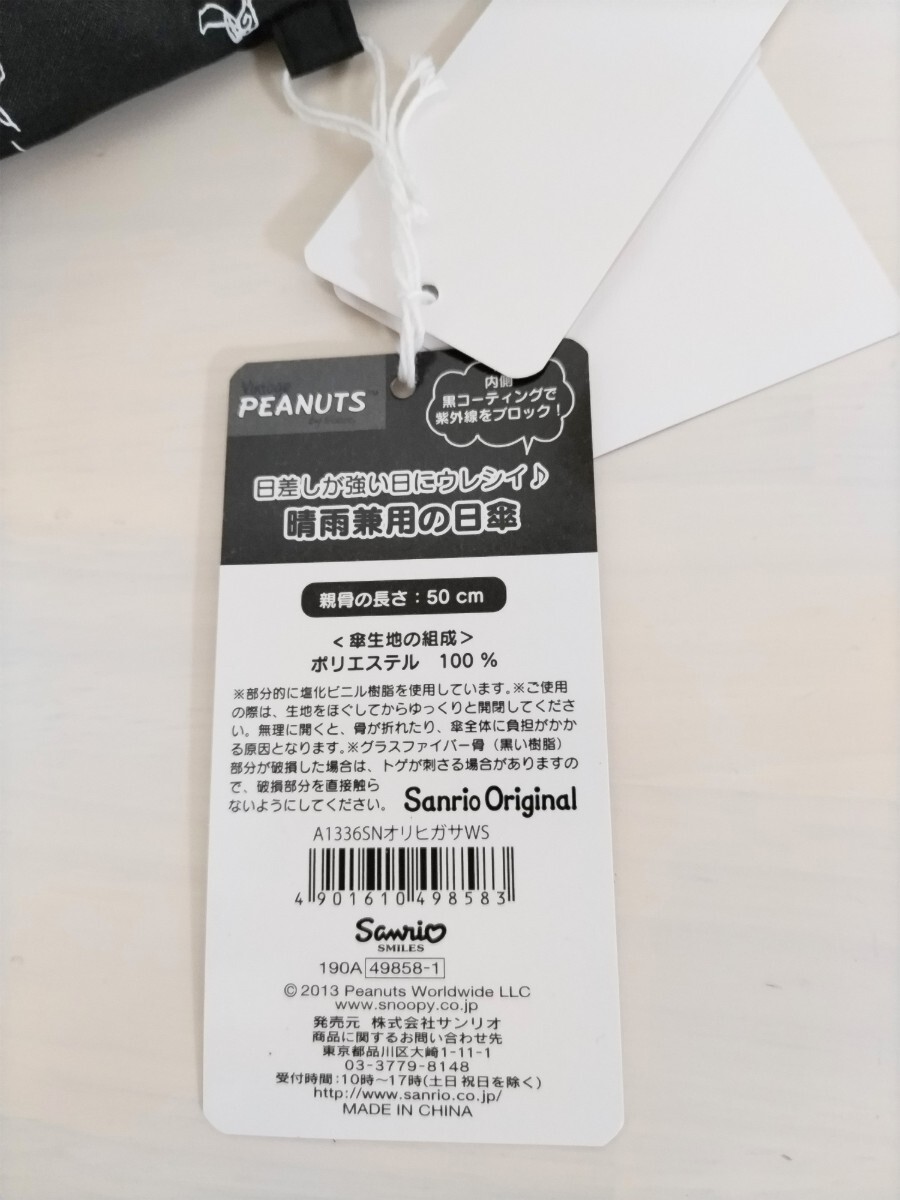 Vintage
PEANUTS
内側
黒コーティングで
紫外線をブロック!
日差しが強い日にウレシイ♪
晴雨兼用の日傘
親骨の長さ:50 cm
<傘生地の組成>
ポリエステル 100 %
※部分的に塩化ビニル樹脂を使用しています。※ご使用
の際は、生地をほぐしてからゆっくりと開閉してくださ
い。無理に開くと、骨が折れたり、傘全体に負担がかか
る原因となります。※グラスファイバー骨(黒い樹脂)
部分が破損した場合は、トゲが刺さる場合がありますの
で、破損部分を直接触ら
ないようにしてください。 Sanrio Original
A1336SNオリヒガサWS
4 901610 498583
Sanrio
SMILES
190A 49858-1
© 2013 Peanuts Worldwide LLC
www.snoopy.co.jp
発売元 株式会社サンリオ
商品に関するお問い合わせ先
東京都品川区大崎1-11-1
03-3779-8148
受付時間:10時~17時(土日祝日を除く)
http://www.sanrio.co.jp/
MADE IN CHINA